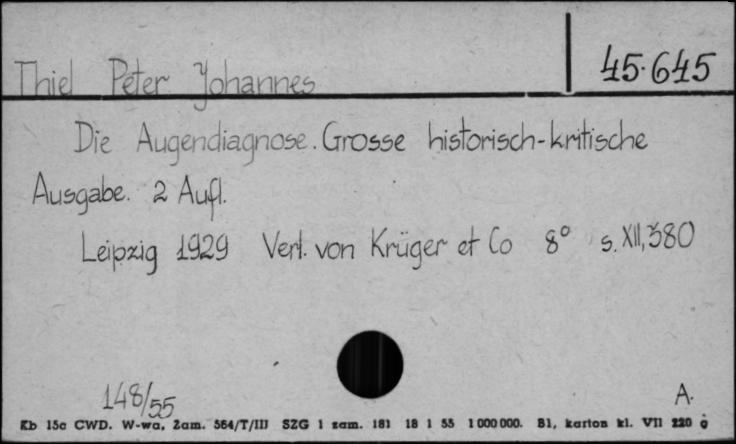 Thiel Peter Johannes 45.645
Die Augendiagnose. Grosse historisch-kritische
Ausgabe. 2 Aufl.
Leipzig 1929 Verl. von Krüger et Co 8° s. XII, 380
148/55
A.
Kb 15c CWD. W-wa, Zam. 564/T/III SZG 1 zam. 181 18 1 55 1 000 000. B1, karton kl. VII 220 g